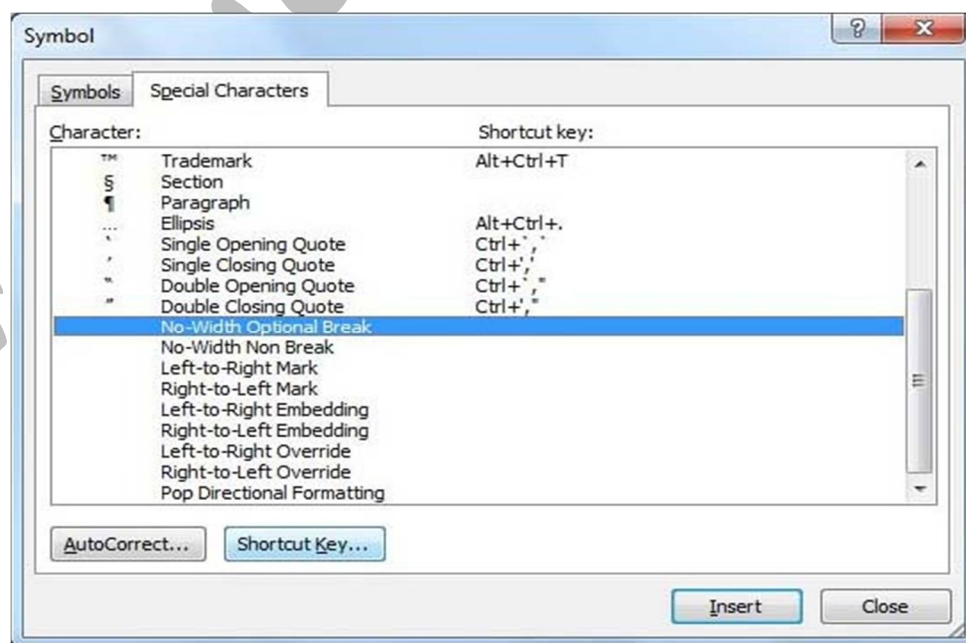 Symbol
Symbols Special Characters
Character: Shortcut key:
™ Trademark Alt+Ctrl+T
§ Section
¶ Paragraph
… Ellipsis Alt+Ctrl+.
‘ Single Opening Quote Ctrl+`,`
’ Single Closing Quote Ctrl+','
“ Double Opening Quote Ctrl+`,"
” Double Closing Quote Ctrl+',"
No-Width Optional Break
No-Width Non Break
Left-to-Right Mark
Right-to-Left Mark
Left-to-Right Embedding
Right-to-Left Embedding
Left-to-Right Override
Right-to-Left Override
Pop Directional Formatting
AutoCorrect... Shortcut Key...
Insert Close